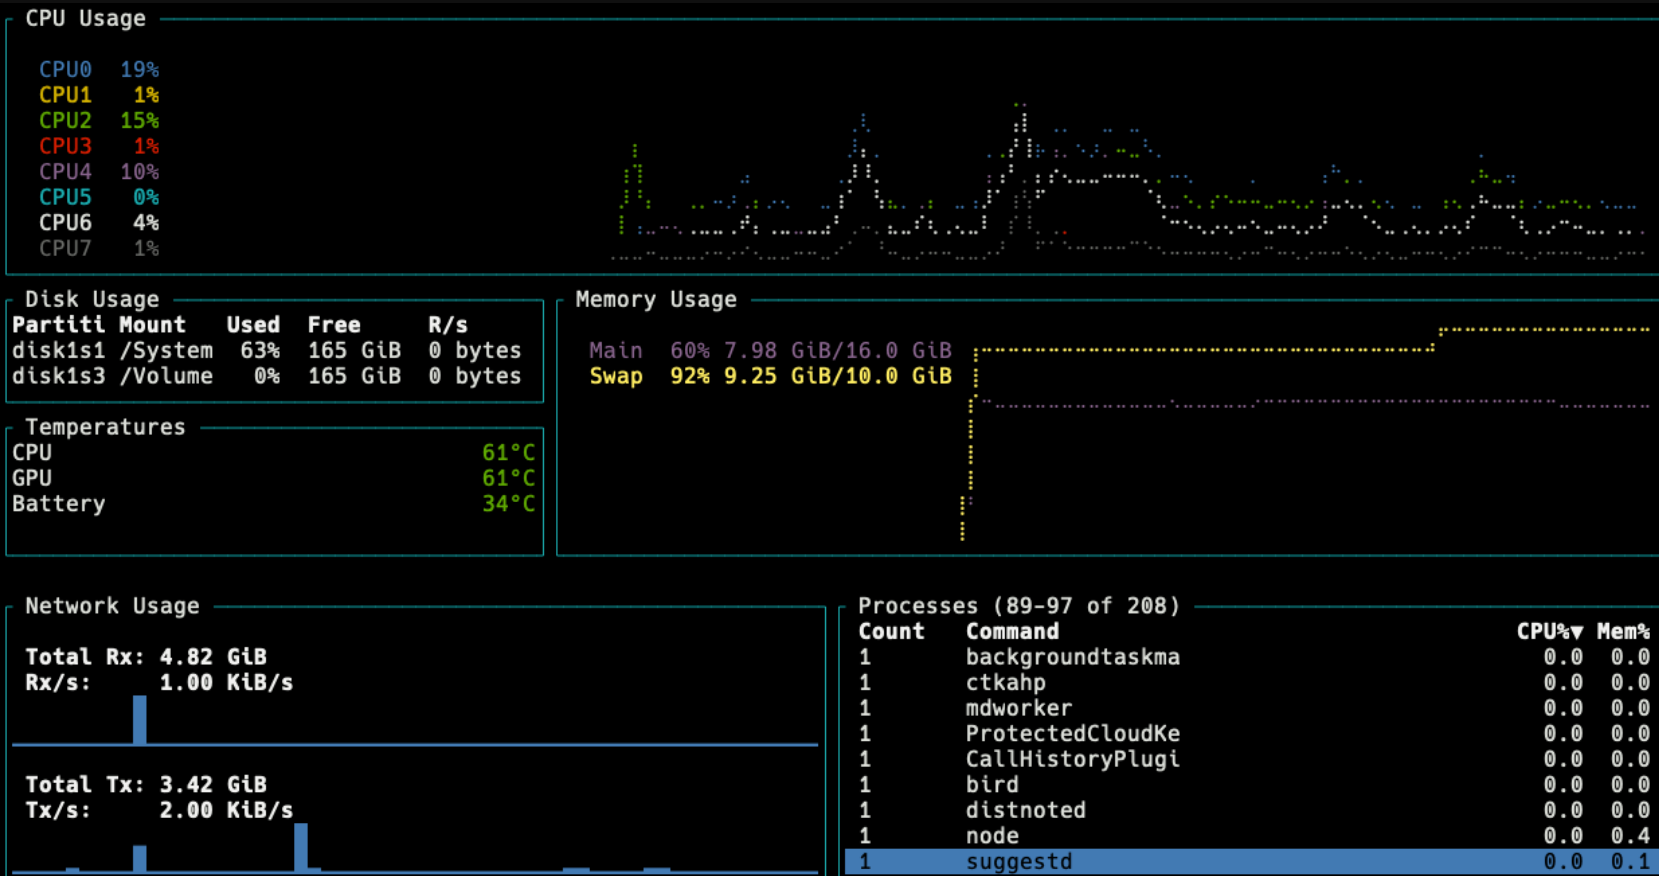 CPU Usage
CPU0 19%
CPU1 1%
CPU2 15%
CPU3 1%
CPU4 10%
CPU5 0%
CPU6 4%
CPU7 1%
Disk Usage
Partiti Mount Used Free R/s
disk1s1 /System 63% 165 GiB 0 bytes
disk1s3 /Volume 0% 165 GiB 0 bytes
Memory Usage
Main 60% 7.98 GiB/16.0 GiB
Swap 92% 9.25 GiB/10.0 GiB
Temperatures
CPU 61°C
GPU 61°C
Battery 34°C
Network Usage
Total Rx: 4.82 GiB
Rx/s: 1.00 KiB/s
Total Tx: 3.42 GiB
Tx/s: 2.00 KiB/s
Processes (89-97 of 208)
Count Command CPU%▼ Mem%
1 backgroundtaskma 0.0 0.0
1 ctkahp 0.0 0.0
1 mdworker 0.0 0.0
1 ProtectedCloudKe 0.0 0.0
1 CallHistoryPlugi 0.0 0.0
1 bird 0.0 0.0
1 distnoted 0.0 0.0
1 node 0.0 0.4
1 suggestd 0.0 0.1